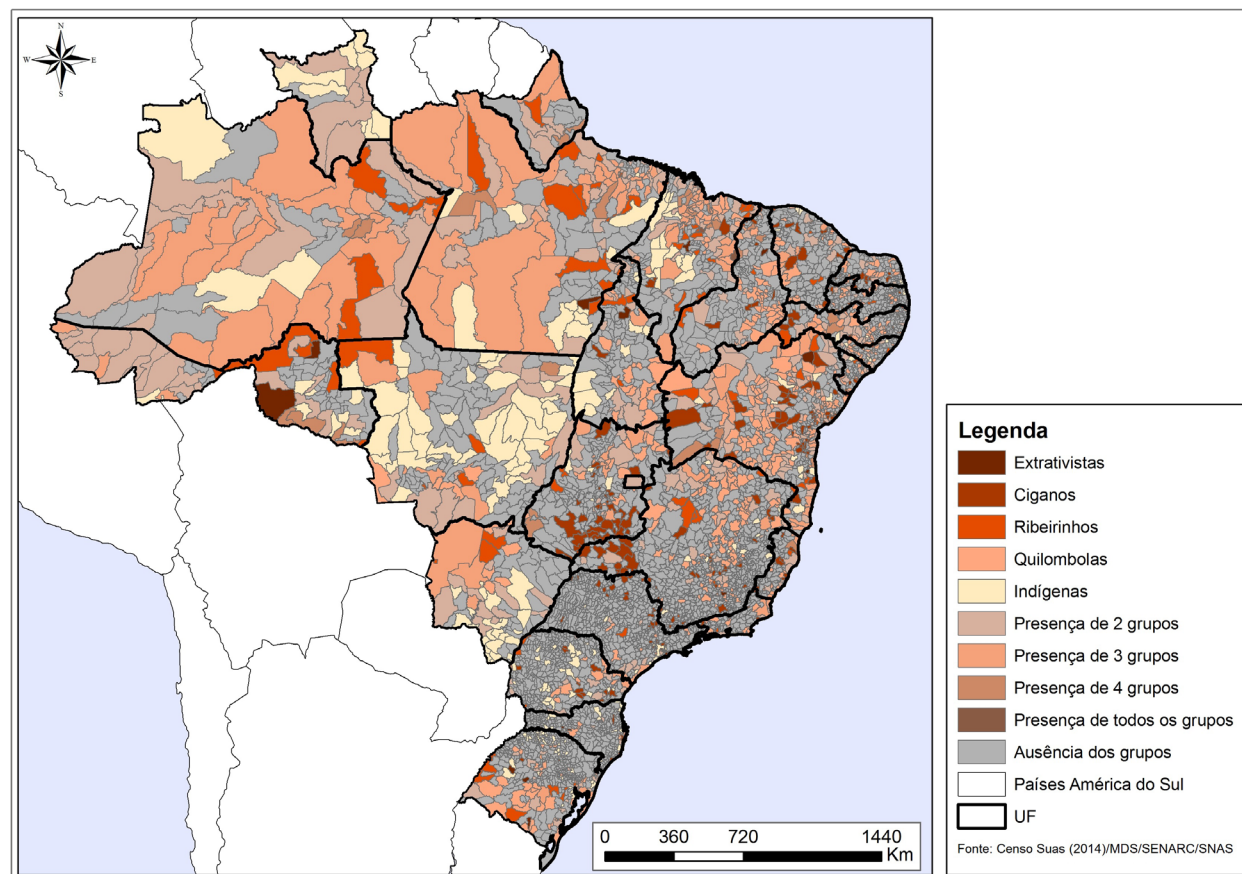 N
W E
S
Legenda
Extrativistas
Ciganos
Ribeirinhos
Quilombolas
Indígenas
Presença de 2 grupos
Presença de 3 grupos
Presença de 4 grupos
Presença de todos os grupos
Ausência dos grupos
Países América do Sul
UF
Fonte: Censo Suas (2014)/MDS/SENARC/SNAS
0 360 720 1440
Km